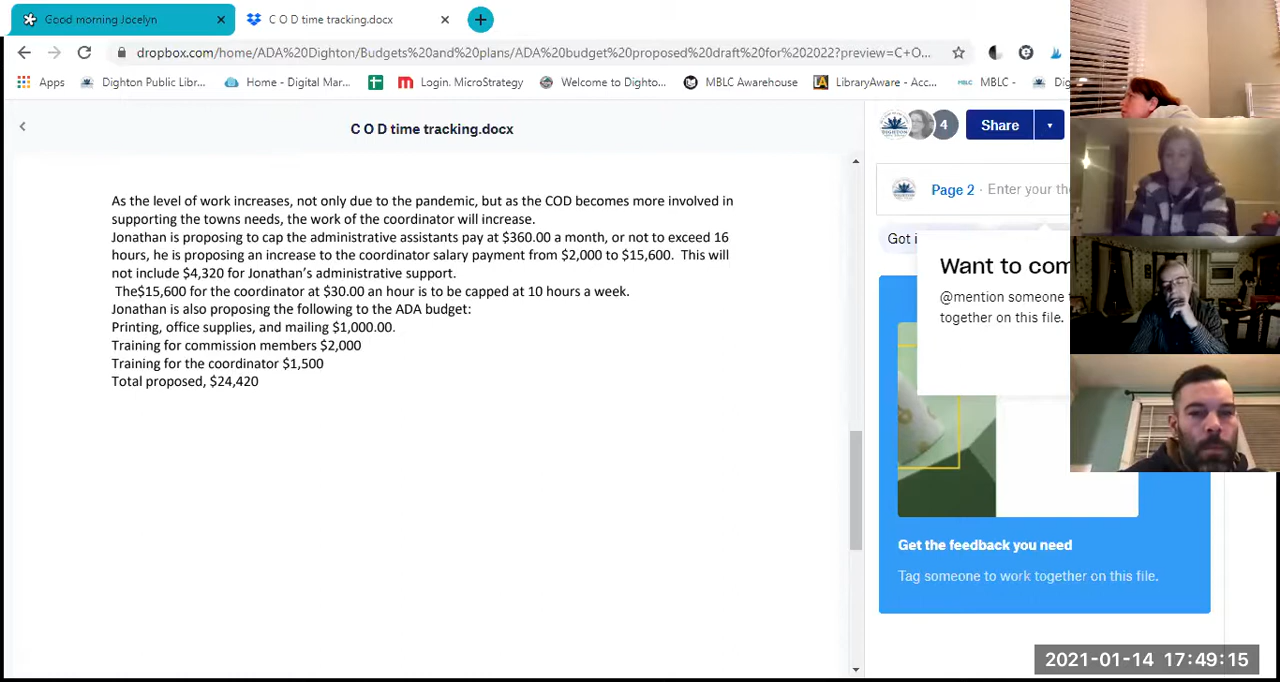 Good morning Jocelyn
C O D time tracking.docx
dropbox.com/home/ADA%20Dighton/Budgets%20and%20plans/ADA%20budget%20proposed%20draft%20for%202022?preview=C+O...
Apps
Dighton Public Libr...
Home - Digital Mar...
Login. MicroStrategy
Welcome to Dighto...
MBLC Awarehouse
LibraryAware - Acc...
MBLC -
C O D time tracking.docx
4
Share
As the level of work increases, not only due to the pandemic, but as the COD becomes more involved in
supporting the towns needs, the work of the coordinator will increase.
Jonathan is proposing to cap the administrative assistants pay at $360.00 a month, or not to exceed 16
hours, he is proposing an increase to the coordinator salary payment from $2,000 to $15,600.  This will
not include $4,320 for Jonathan's administrative support.
The$15,600 for the coordinator at $30.00 an hour is to be capped at 10 hours a week.
Jonathan is also proposing the following to the ADA budget:
Printing, office supplies, and mailing $1,000.00.
Training for commission members $2,000
Training for the coordinator $1,500
Total proposed, $24,420
Page 2 · Enter your
Got
Want to
@mention someone
together on this file.
Get the feedback you need
Tag someone to work together on this file.
2021-01-14 17:49:15